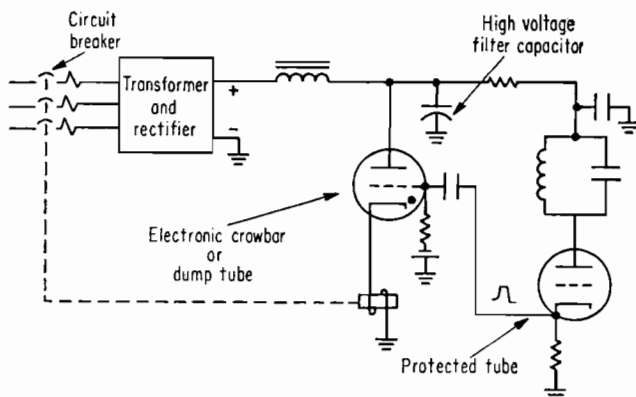 Circuit
breaker
Transformer
and
rectifier
+
-
High voltage
filter capacitor
Electronic crowbar
or
dump tube
Protected tube